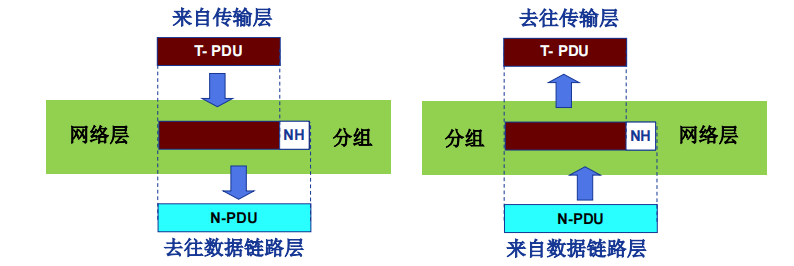 来自传输层
T- PDU
网络层
NH
分组
N-PDU
去往数据链路层
去往传输层
T- PDU
分组
NH
网络层
N-PDU
来自数据链路层